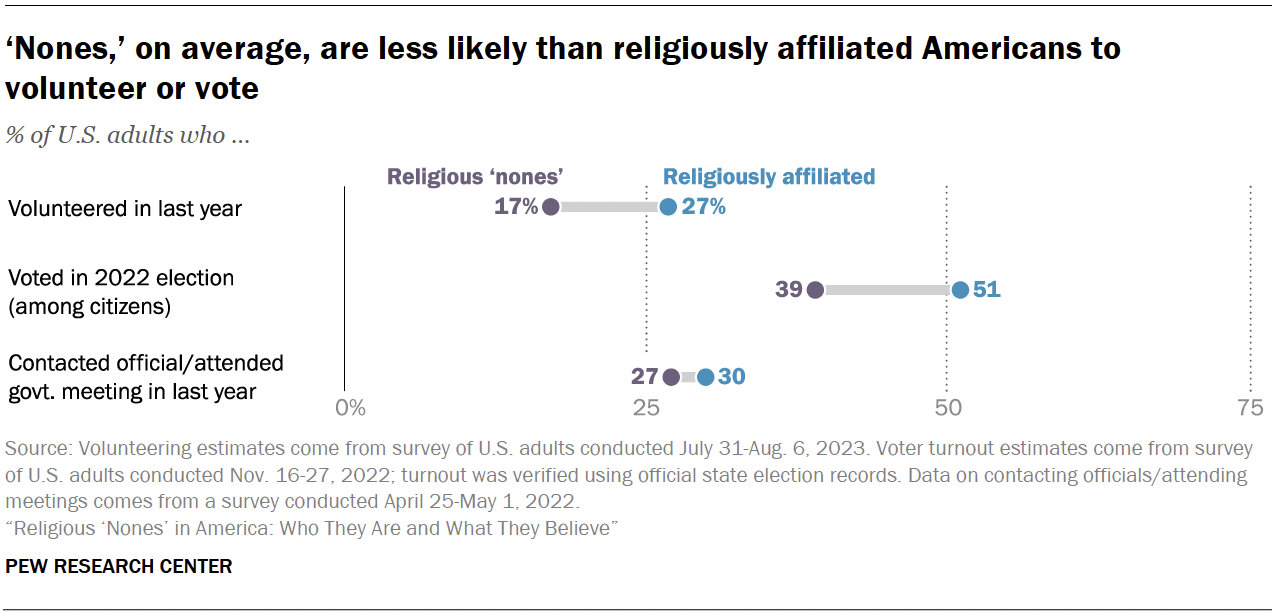 ‘Nones,’ on average, are less likely than religiously affiliated Americans to
volunteer or vote
% of U.S. adults who ...
Religious ‘nones’ Religiously affiliated
Volunteered in last year 17% 27%
Voted in 2022 election
(among citizens) 39 51
Contacted official/attended
govt. meeting in last year 27 30
0% 25 50 75
Source: Volunteering estimates come from survey of U.S. adults conducted July 31-Aug. 6, 2023. Voter turnout estimates come from survey
of U.S. adults conducted Nov. 16-27, 2022; turnout was verified using official state election records. Data on contacting officials/attending
meetings comes from a survey conducted April 25-May 1, 2022.
“Religious ‘Nones’ in America: Who They Are and What They Believe”
PEW RESEARCH CENTER